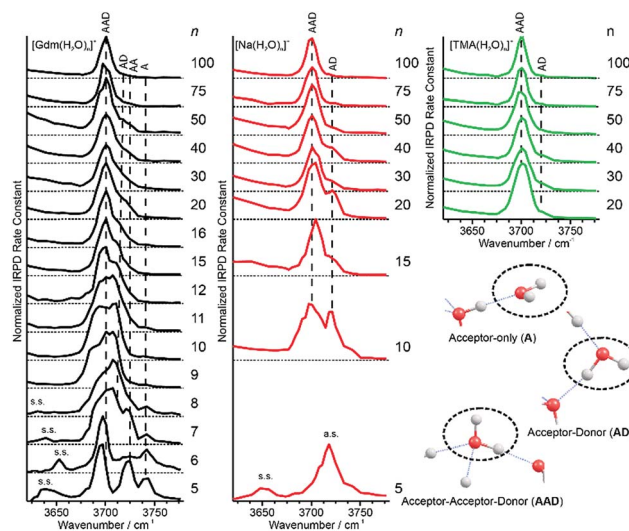 [Gdm(H₂O)ₙ]⁺
AAD
AD
AA
A
n
100
75
50
40
30
20
16
15
12
11
10
9
8
7
6
5
s.s.
s.s.
s.s.
s.s.
Normalized IRPD Rate Constant
3650
3700
3750
Wavenumber / cm⁻¹
[Na(H₂O)ₙ]⁺
AAD
AD
n
100
75
50
40
30
20
15
10
5
s.s.
a.s.
Normalized IRPD Rate Constant
3650
3700
3750
Wavenumber / cm⁻¹
[TMA(H₂O)ₙ]⁺
AAD
AD
n
100
75
50
40
30
20
Normalized IRPD Rate Constant
3650
3700
3750
Wavenumber / cm⁻¹
Acceptor-only (A)
Acceptor-Donor (AD
Acceptor-Acceptor-Donor (AAD)